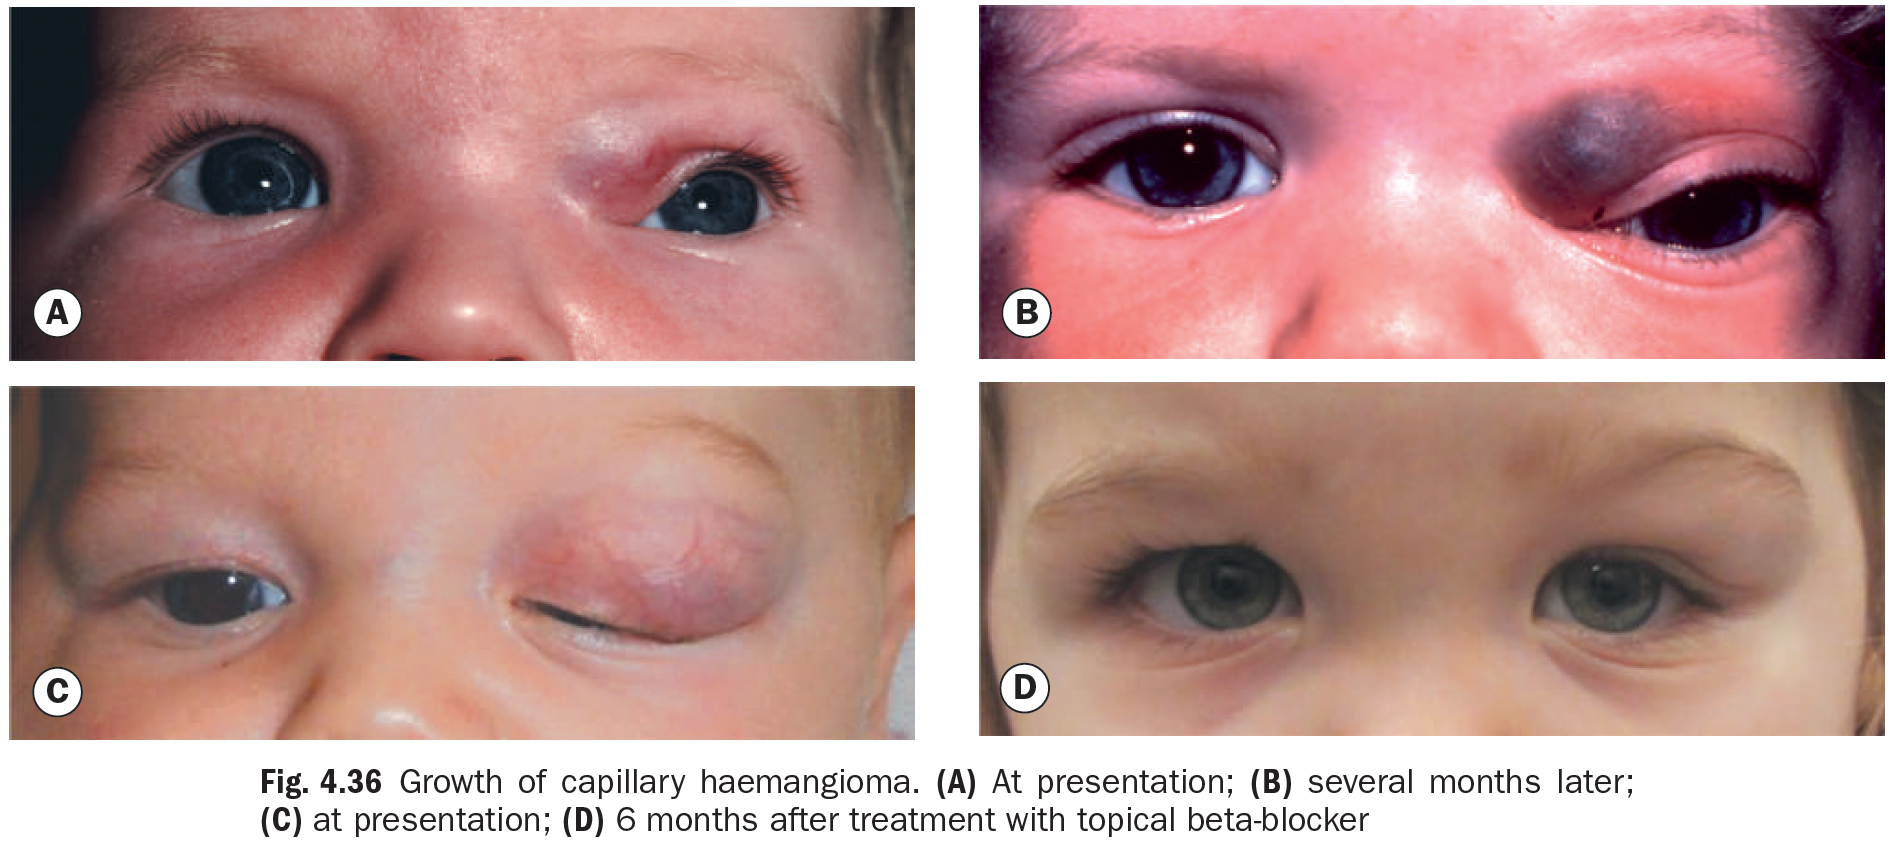 A
B
C
D
Fig. 4.36 Growth of capillary haemangioma. (A) At presentation; (B) several months later;
(C) at presentation; (D) 6 months after treatment with topical beta-blocker